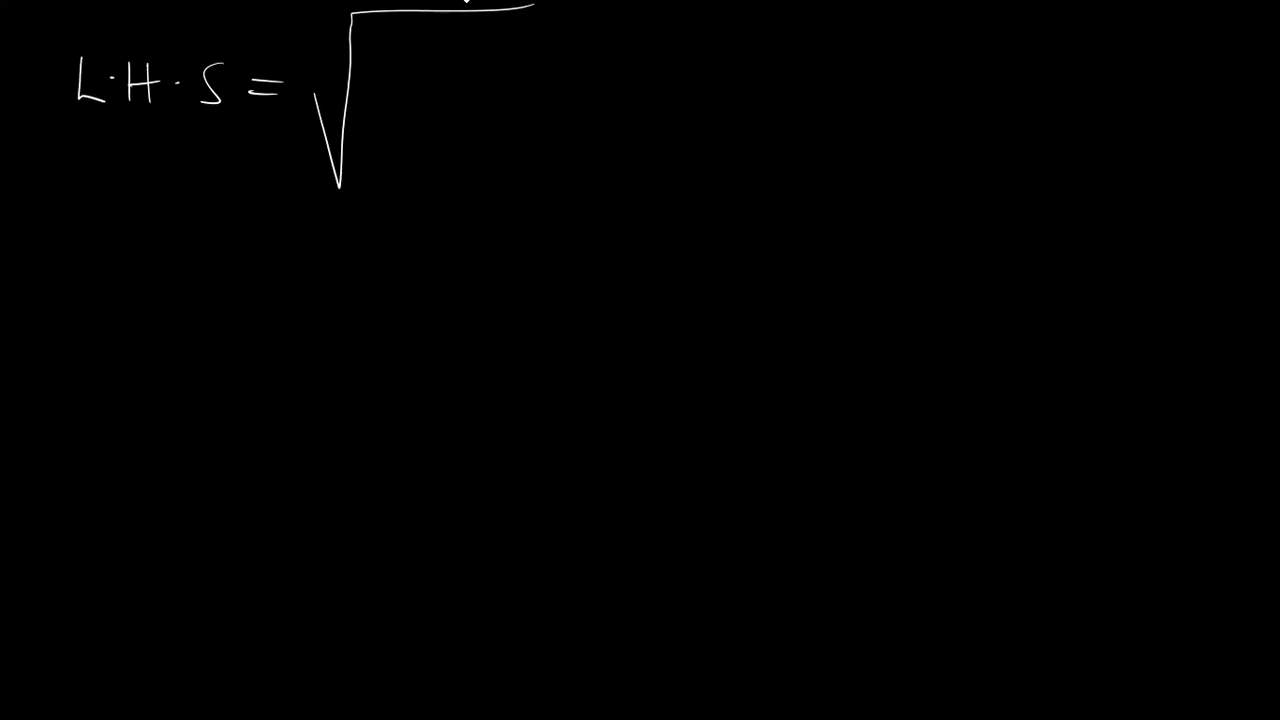 L·H·S = √